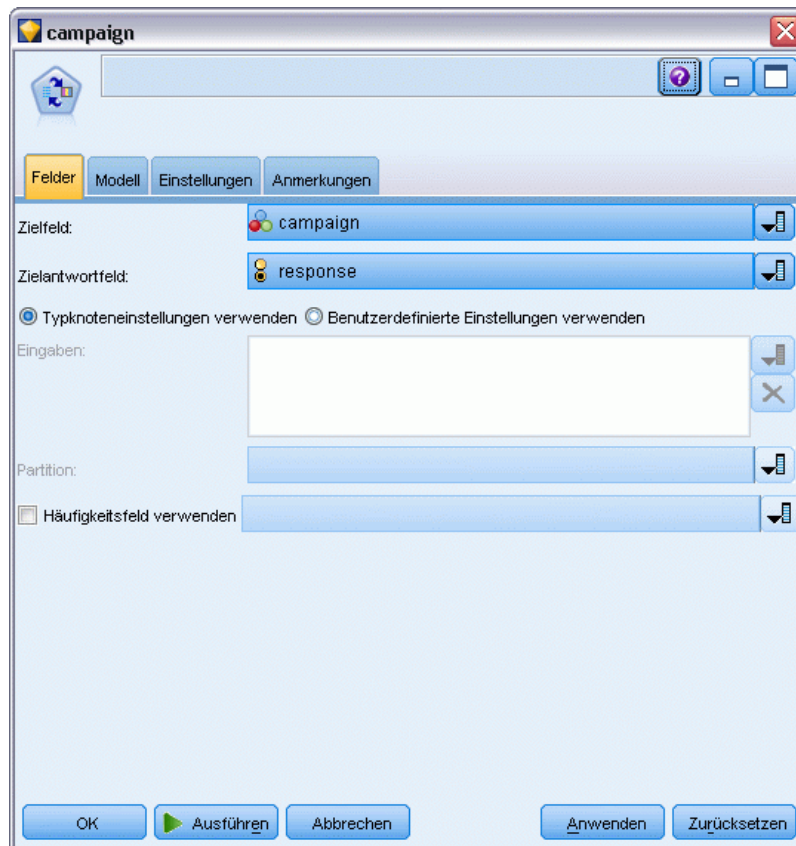 campaign
?
Felder Modell Einstellungen Anmerkungen
Zielfeld: campaign
Zielantwortfeld: response
Typknoteneinstellungen verwenden Benutzerdefinierte Einstellungen verwenden
Eingaben:
Partition:
Häufigkeitsfeld verwenden
OK Ausführen Abbrechen Anwenden Zurücksetzen